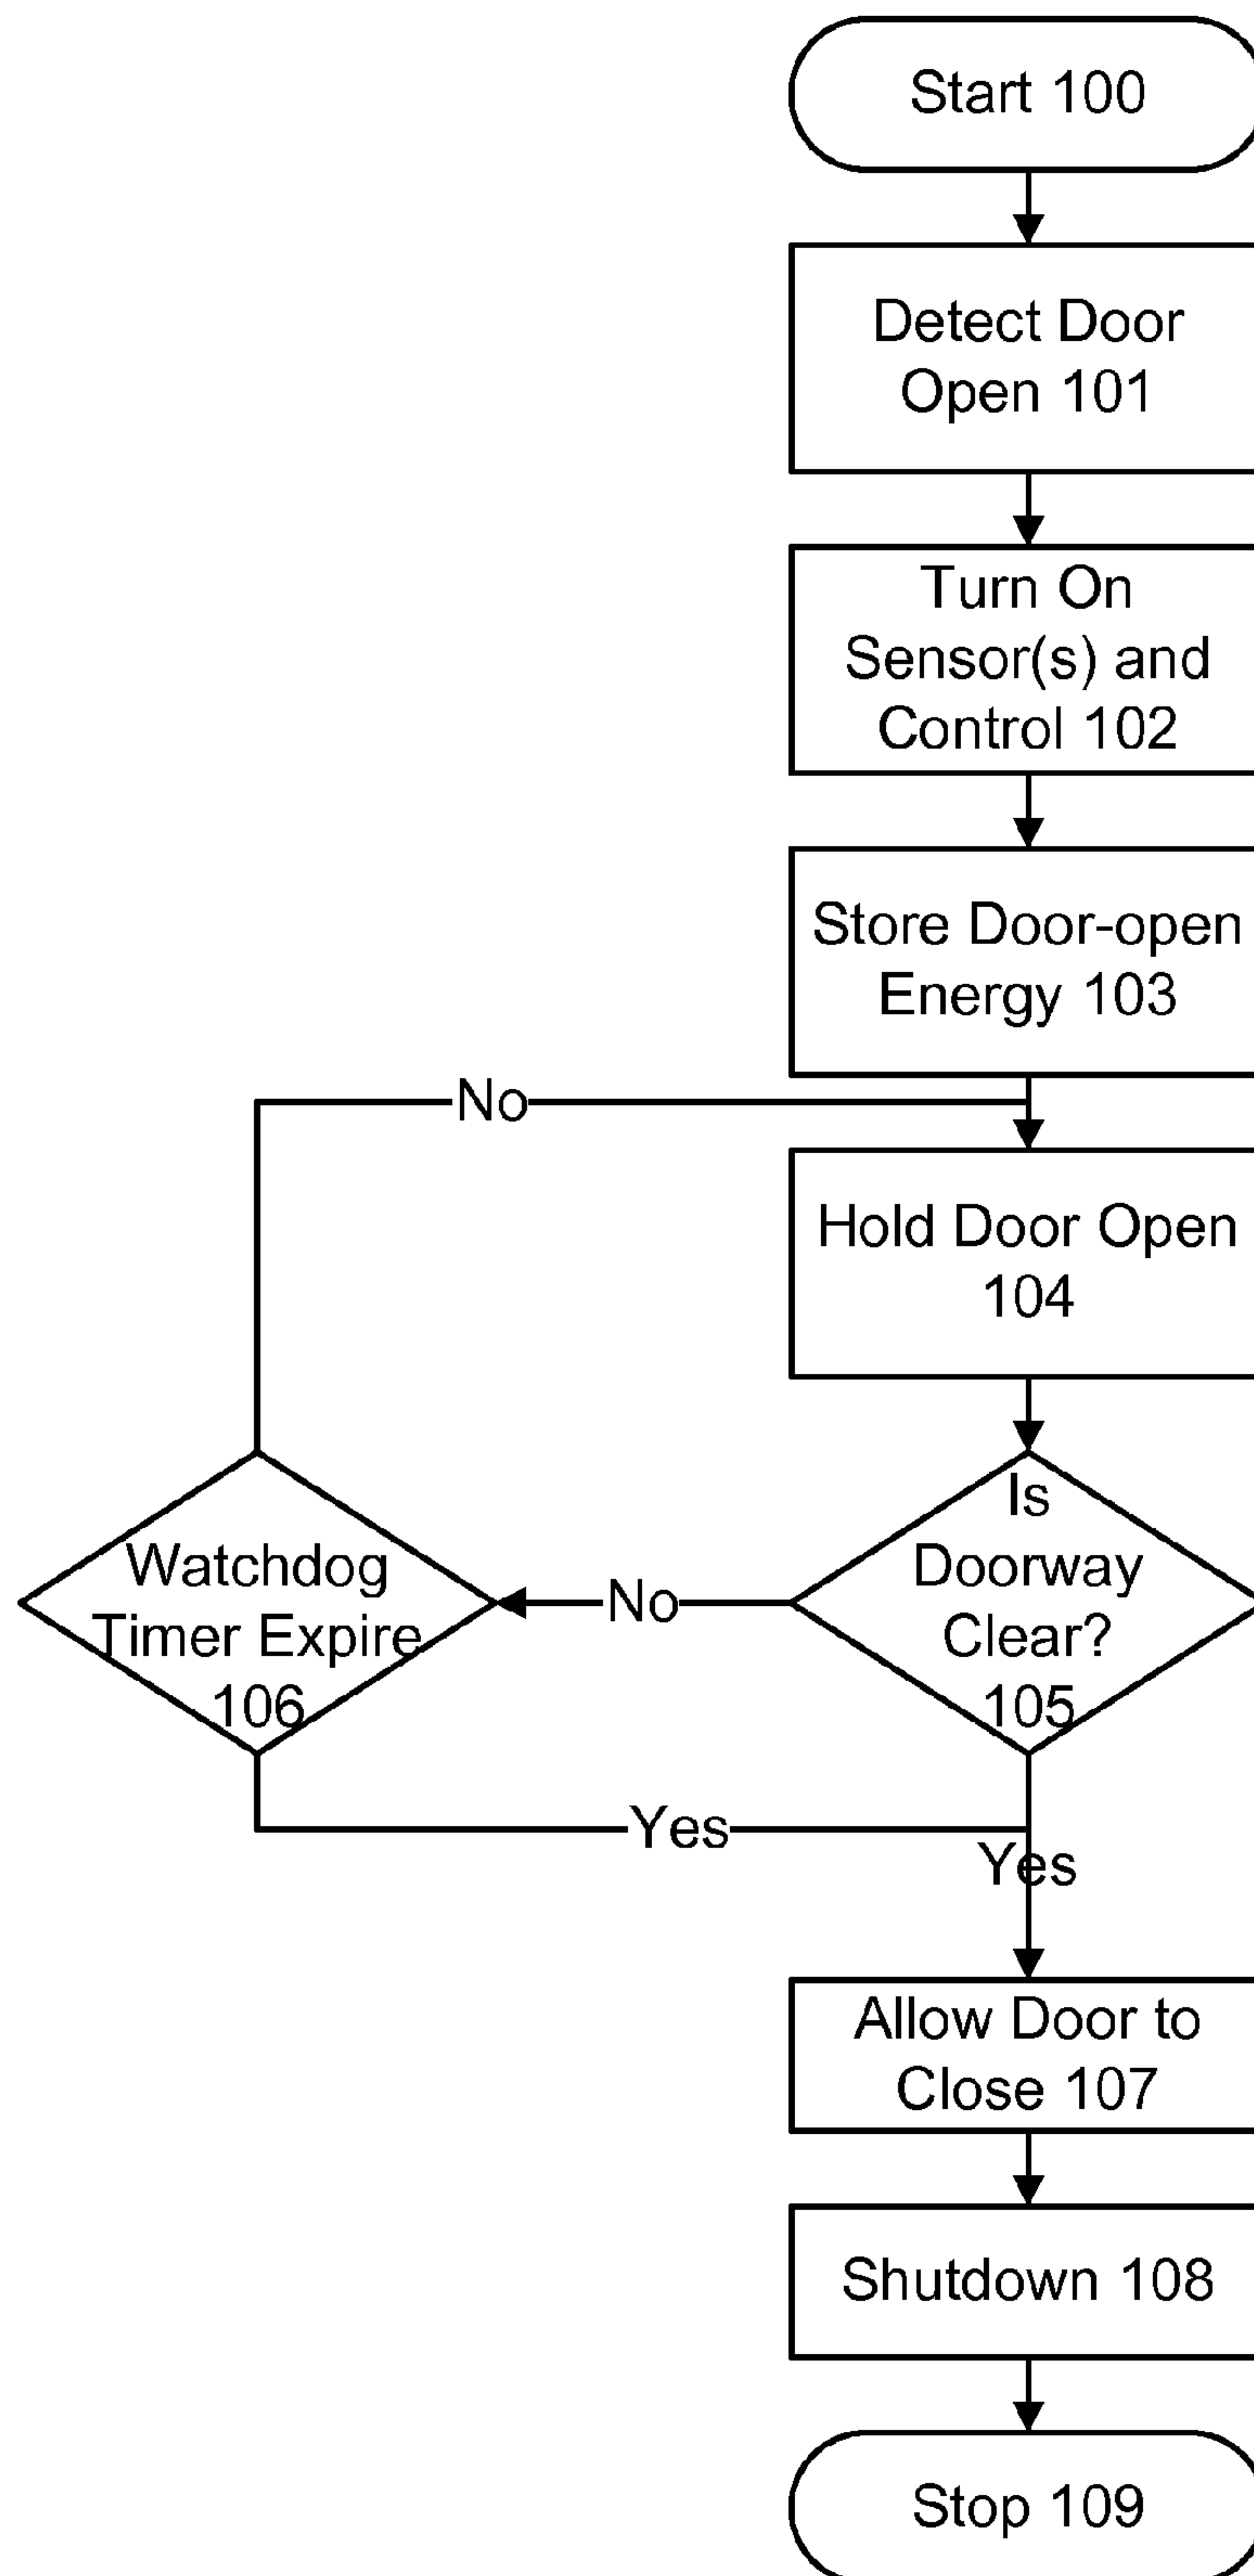 Start 100
Detect Door
Open 101
Turn On
Sensor(s) and
Control 102
Store Door-open
Energy 103
No
Hold Door Open
104
Is
Doorway
Clear?
105
No
Watchdog
Timer Expire
106
Yes
Yes
Allow Door to
Close 107
Shutdown 108
Stop 109